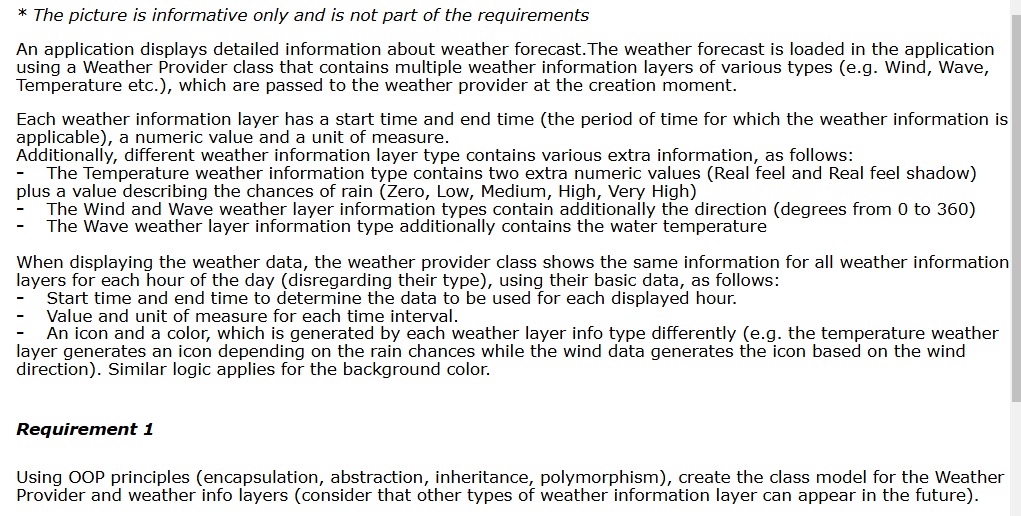 * The picture is informative only and is not part of the requirements
An application displays detailed information about weather forecast.The weather forecast is loaded in the application
using a Weather Provider class that contains multiple weather information layers of various types (e.g. Wind, Wave,
Temperature etc.), which are passed to the weather provider at the creation moment.
Each weather information layer has a start time and end time (the period of time for which the weather information is
applicable), a numeric value and a unit of measure.
Additionally, different weather information layer type contains various extra information, as follows:
- The Temperature weather information type contains two extra numeric values (Real feel and Real feel shadow)
plus a value describing the chances of rain (Zero, Low, Medium, High, Very High)
- The Wind and Wave weather layer information types contain additionally the direction (degrees from 0 to 360)
- The Wave weather layer information type additionally contains the water temperature
When displaying the weather data, the weather provider class shows the same information for all weather information
layers for each hour of the day (disregarding their type), using their basic data, as follows:
- Start time and end time to determine the data to be used for each displayed hour.
- Value and unit of measure for each time interval.
- An icon and a color, which is generated by each weather layer info type differently (e.g. the temperature weather
layer generates an icon depending on the rain chances while the wind data generates the icon based on the wind
direction). Similar logic applies for the background color.
Requirement 1
Using OOP principles (encapsulation, abstraction, inheritance, polymorphism), create the class model for the Weather
Provider and weather info layers (consider that other types of weather information layer can appear in the future).